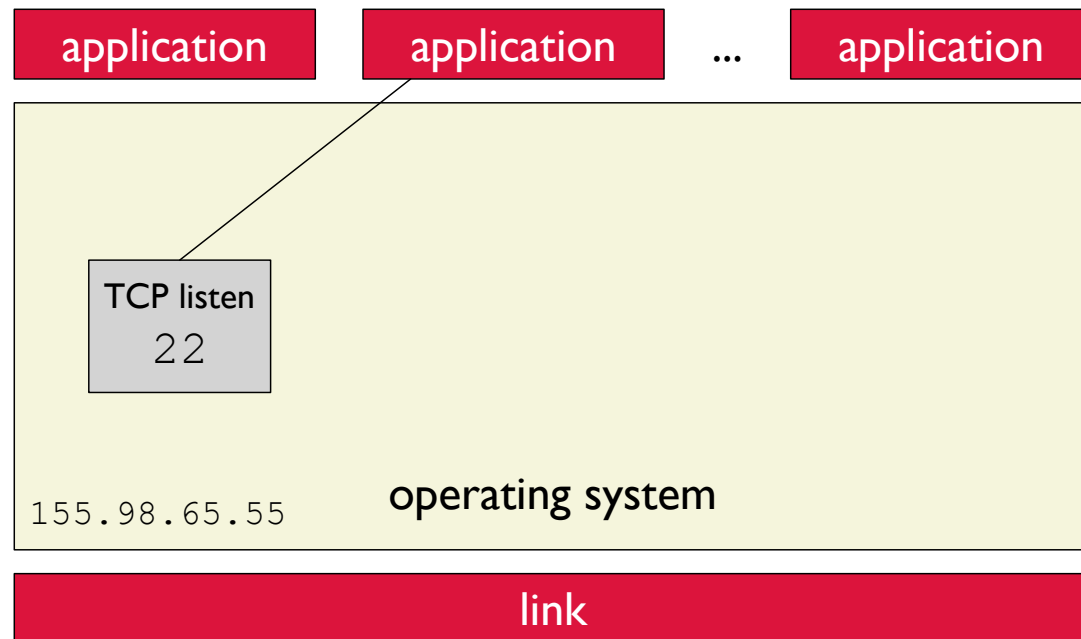 application
application
...
application
TCP listen
22
155.98.65.55
operating system
link